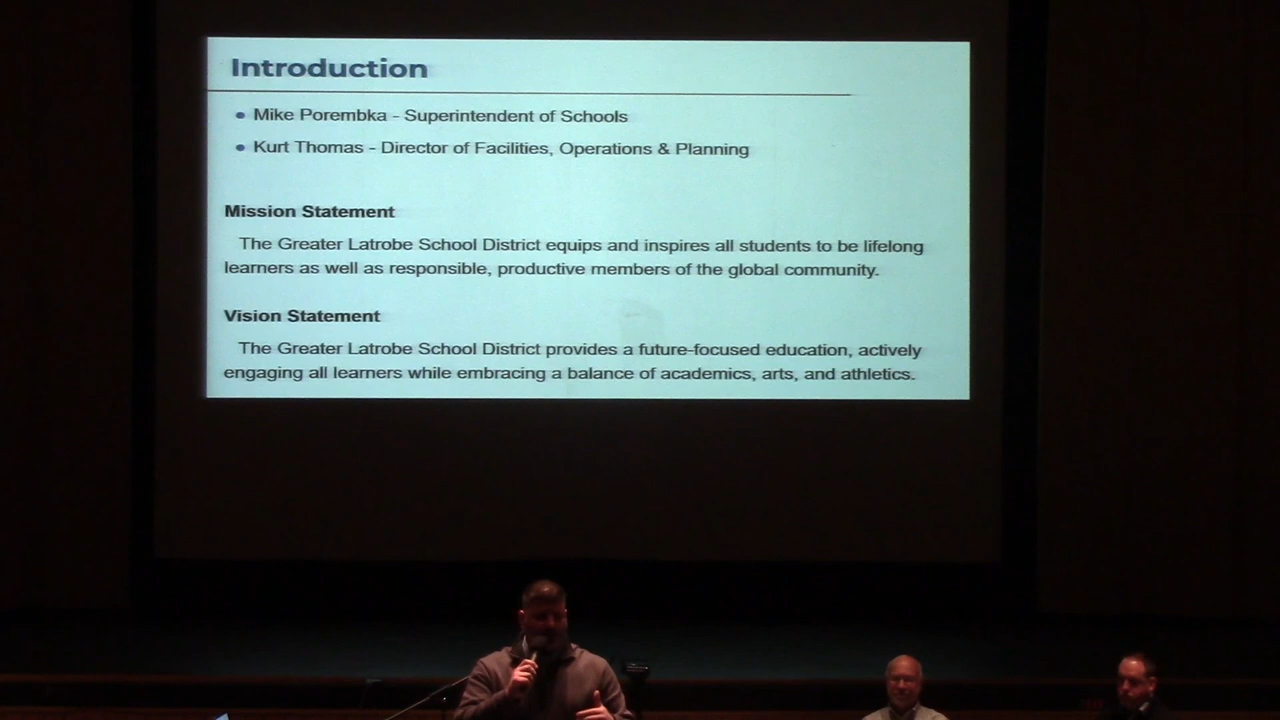 Introduction
• Mike Porembka - Superintendent of Schools
• Kurt Thomas - Director of Facilities, Operations & Planning
Mission Statement
The Greater Latrobe School District equips and inspires all students to be lifelong
learners as well as responsible, productive members of the global community.
Vision Statement
The Greater Latrobe School District provides a future-focused education, actively
engaging all learners while embracing a balance of academics, arts, and athletics.